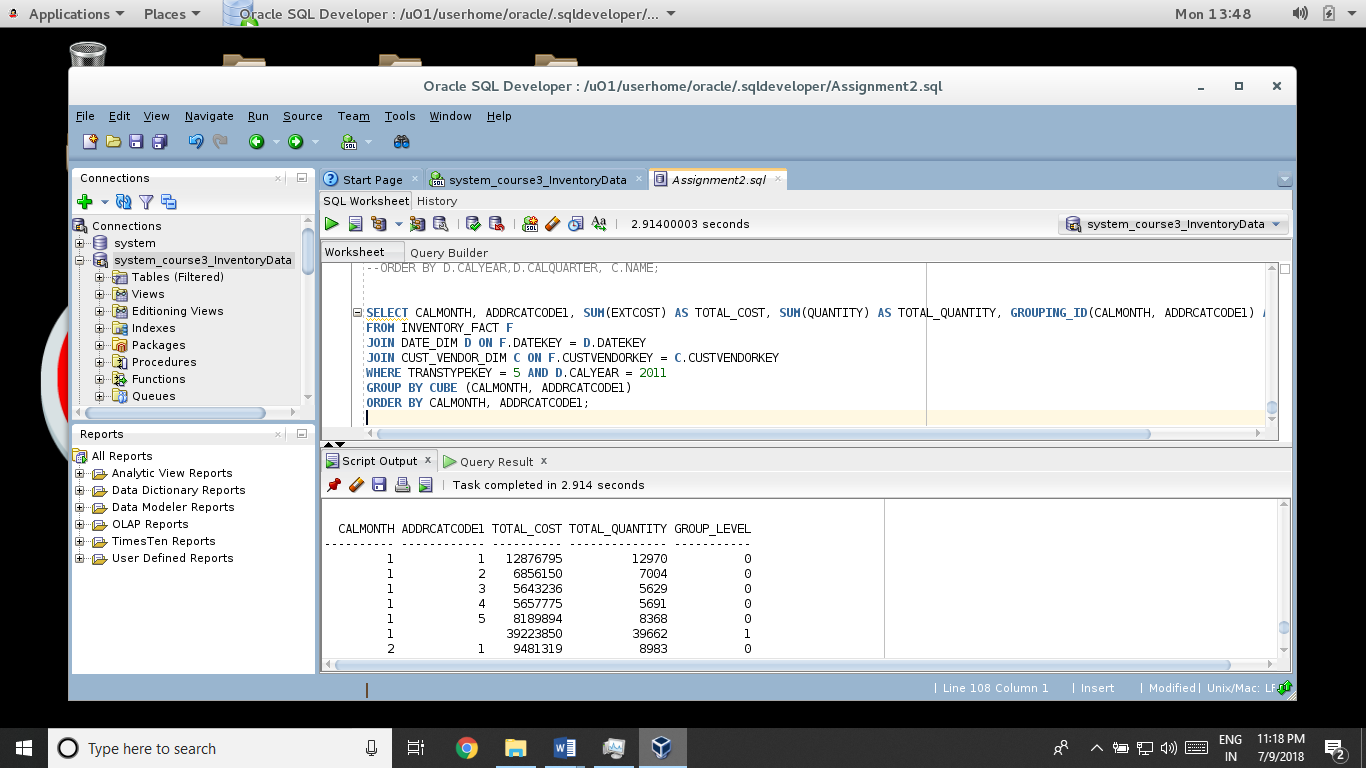 Applications Places Oracle SQL Developer : /u01/userhome/oracle/.sqldeveloper/... Mon 13:48
Oracle SQL Developer : /u01/userhome/oracle/.sqldeveloper/Assignment2.sql
File Edit View Navigate Run Source Team Tools Window Help
Connections
Connections
system
system_course3_InventoryData
Tables (Filtered)
Views
Editioning Views
Indexes
Packages
Procedures
Functions
Queues
Reports
All Reports
Analytic View Reports
Data Dictionary Reports
Data Modeler Reports
OLAP Reports
TimesTen Reports
User Defined Reports
Start Page system_course3_InventoryData Assignment2.sql
SQL Worksheet History
2.91400003 seconds system_course3_InventoryData
Worksheet Query Builder
--ORDER BY D.CALYEAR,D.CALQUARTER, C.NAME;
SELECT CALMONTH, ADDRCATCODE1, SUM(EXTCOST) AS TOTAL_COST, SUM(QUANTITY) AS TOTAL_QUANTITY, GROUPING_ID(CALMONTH, ADDRCATCODE1)
FROM INVENTORY_FACT F
JOIN DATE_DIM D ON F.DATEKEY = D.DATEKEY
JOIN CUST_VENDOR_DIM C ON F.CUSTVENDORKEY = C.CUSTVENDORKEY
WHERE TRANSTYPEKEY = 5 AND D.CALYEAR = 2011
GROUP BY CUBE (CALMONTH, ADDRCATCODE1)
ORDER BY CALMONTH, ADDRCATCODE1;
Script Output Query Result
Task completed in 2.914 seconds
CALMONTH ADDRCATCODE1 TOTAL_COST TOTAL_QUANTITY GROUP_LEVEL
---------- ------------ ---------- -------------- -----------
1 1 12876795 12970 0
1 2 6856150 7004 0
1 3 5643236 5629 0
1 4 5657775 5691 0
1 5 8189894 8368 0
1 39223850 39662 1
2 1 9481319 8983 0
Line 108 Column 1 Insert Modified Unix/Mac:
Type here to search
ENG
IN
11:18 PM
7/9/2018
2